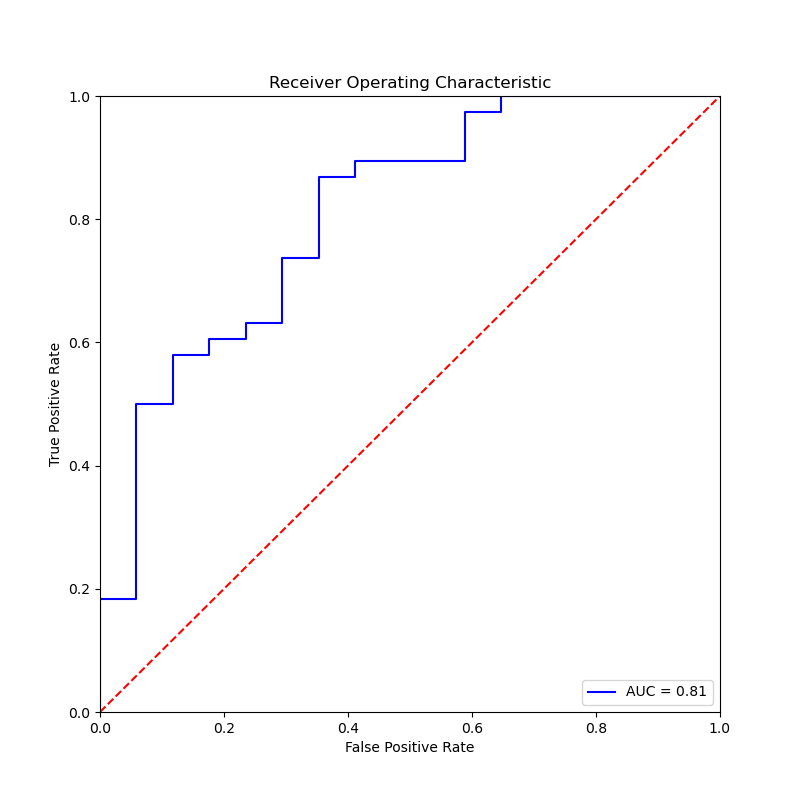 Receiver Operating Characteristic
1.0
0.8
0.6
0.4
0.2
0.0
True Positive Rate
AUC = 0.81
0.0 0.2 0.4 0.6 0.8 1.0
False Positive Rate